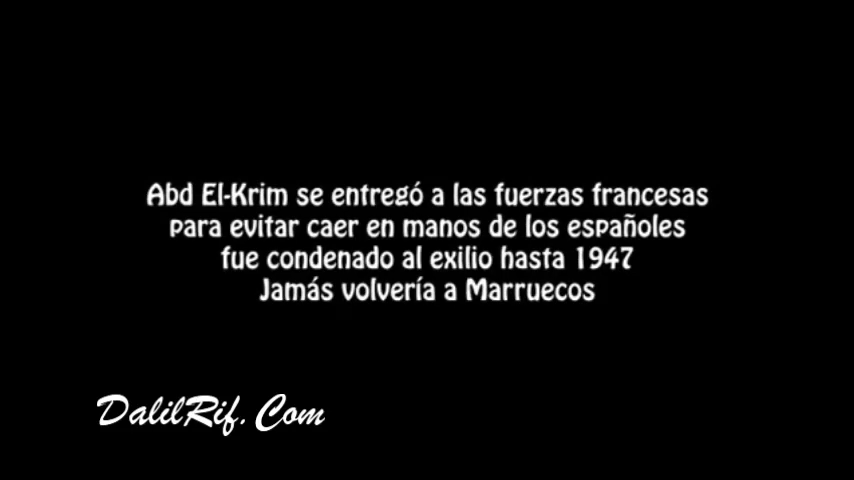 Abd El-Krim se entregó a las fuerzas francesas
para evitar caer en manos de los españoles
fue condenado al exilio hasta 1947
Jamás volvería a Marruecos
DalilRif.Com